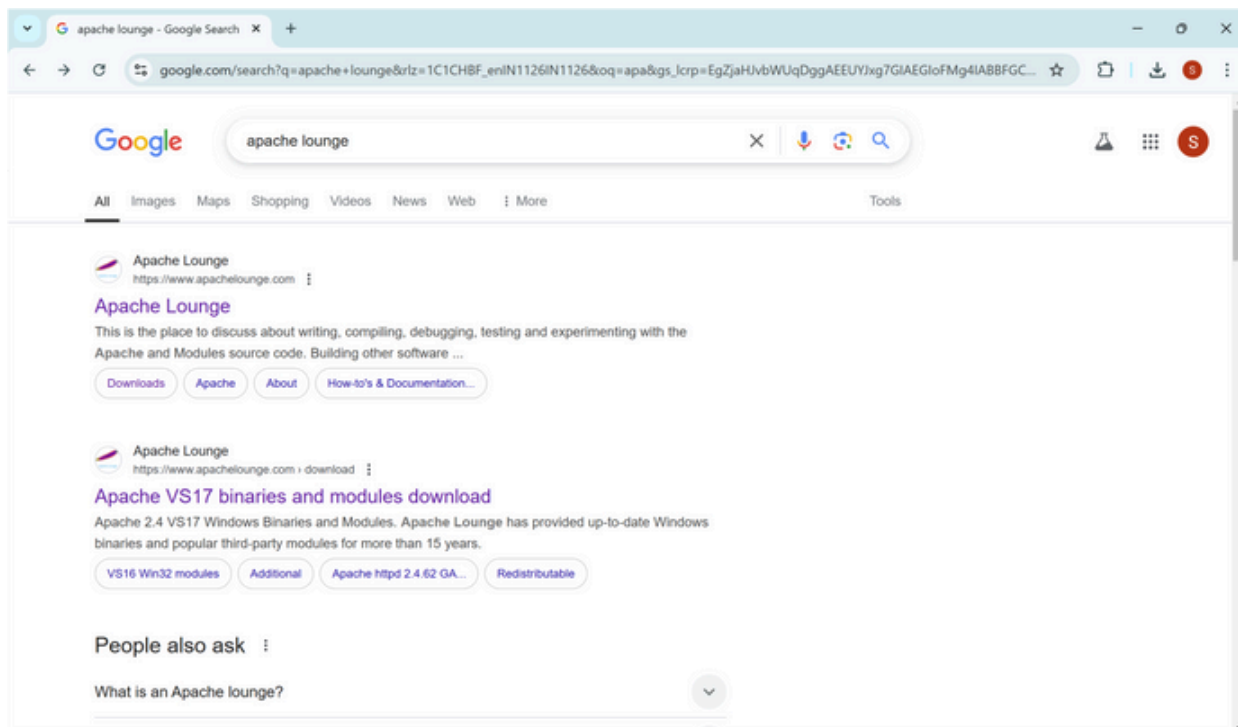 apache lounge - Google Search
google.com/search?q=apache+lounge&rlz=1C1CHBF_enIN1126IN1126&oq=apa&gs_lcrp=EgZjaHJvbWUqDggAEEUYJxg7GIAEGIoFMg4IABBFGC...
S
Google
apache lounge
S
All Images Maps Shopping Videos News Web More Tools
Apache Lounge
https://www.apachelounge.com
Apache Lounge
This is the place to discuss about writing, compiling, debugging, testing and experimenting with the
Apache and Modules source code. Building other software ...
Downloads Apache About How-to's & Documentation...
Apache Lounge
https://www.apachelounge.com › download
Apache VS17 binaries and modules download
Apache 2.4 VS17 Windows Binaries and Modules. Apache Lounge has provided up-to-date Windows
binaries and popular third-party modules for more than 15 years.
VS16 Win32 modules Additional Apache httpd 2.4.62 GA... Redistributable
People also ask
What is an Apache lounge?